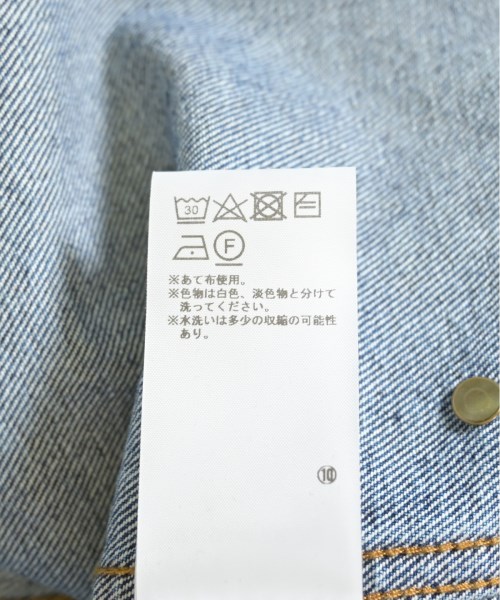 30
F
※あて布使用。
※色物は白色、淡色物と分けて
洗ってください。
※水洗いは多少の収縮の可能性
あり。
⑩